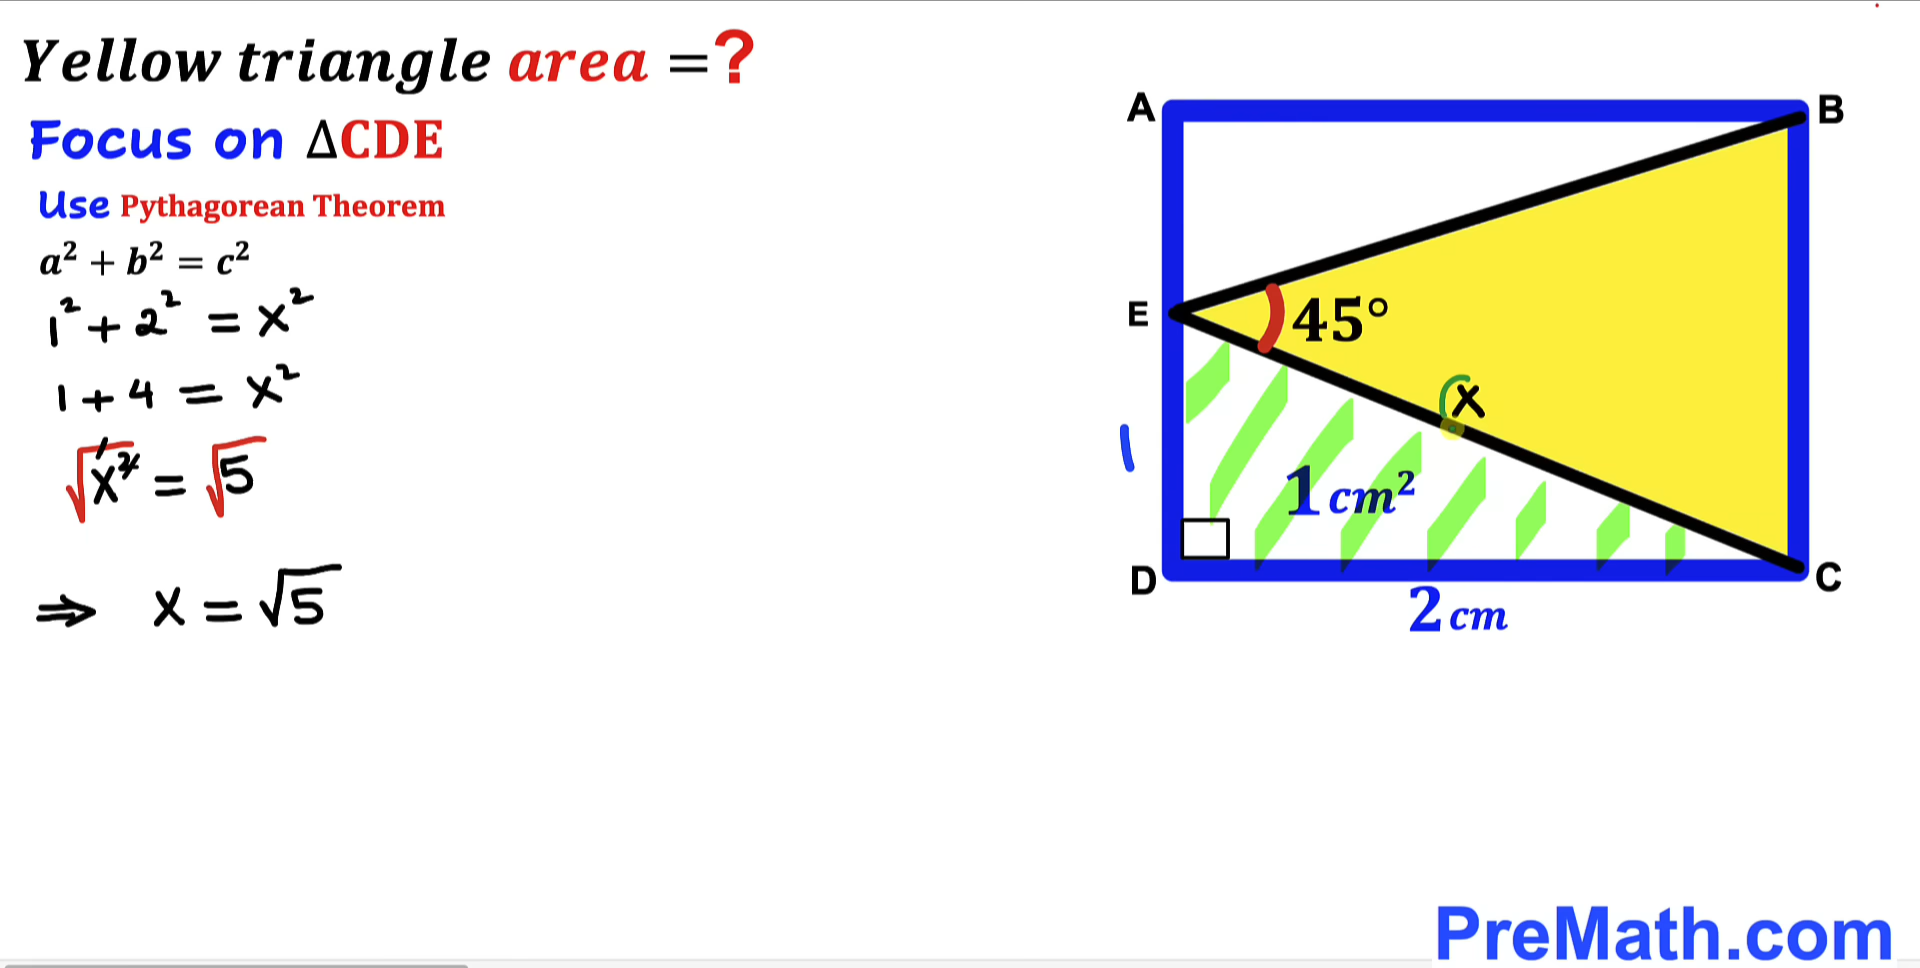 Yellow triangle area =?
Focus on ΔCDE
Use Pythagorean Theorem
a² + b² = c²
1² + 2² = x²
1 + 4 = x²
√x² = √5
⇒ x = √5
A
B
E
45°
x
1
1 cm²
D
C
2 cm
PreMath.com